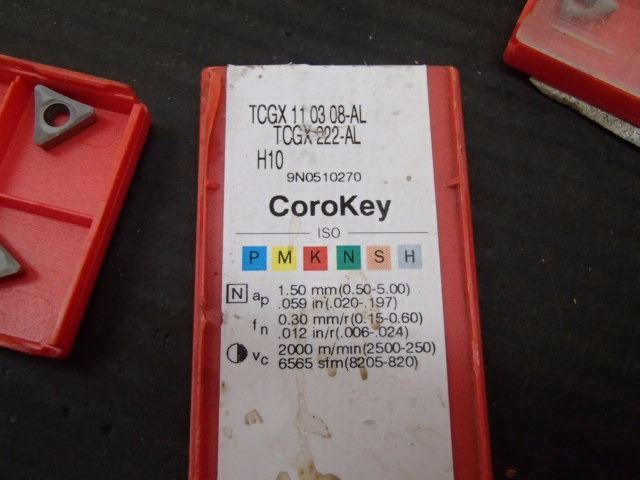 TCGX 11 03 08-AL
TCGX 222-AL
H10
9N0510270
CoroKey
ISO
P M K N S H
N ap 1.50 mm(0.50-5.00)
.059 in(.020-.197)
fn 0.30 mm/r(0.15-0.60)
.012 in/r(.006-.024)
vc 2000 m/min(2500-250)
6565 sfm(8205-820)